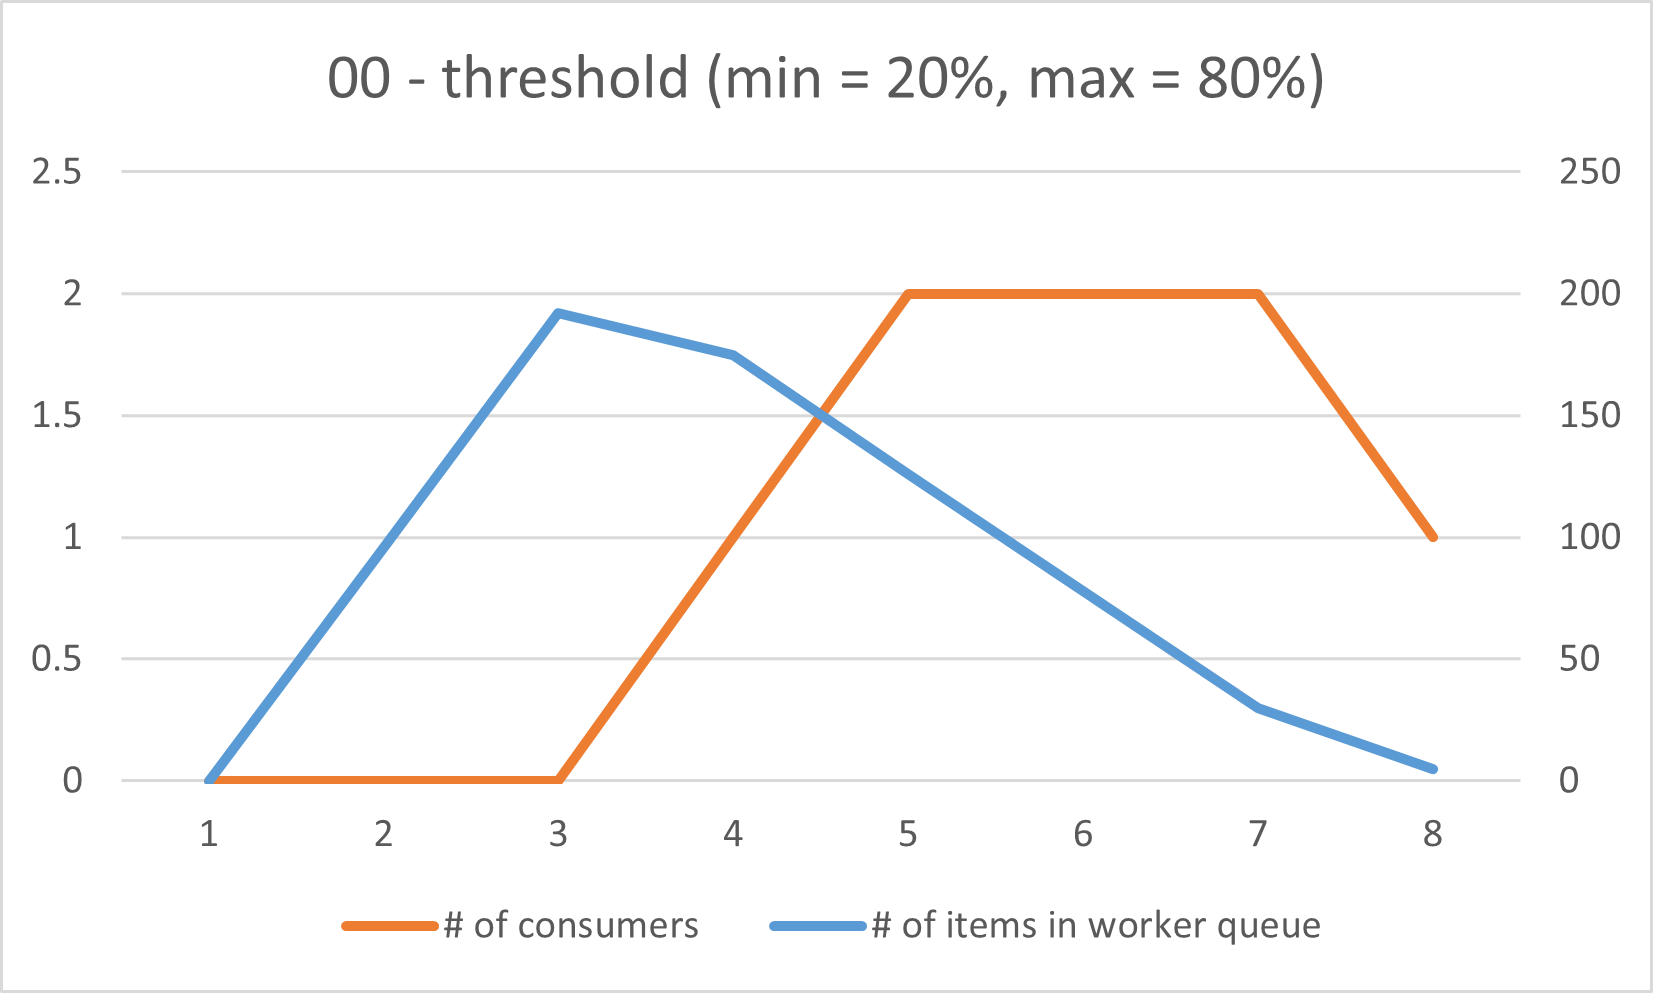 00 - threshold (min = 20%, max = 80%)
2.5 250
2 200
1.5 150
1 100
0.5 50
0 0
1 2 3 4 5 6 7 8
# of consumers # of items in worker queue